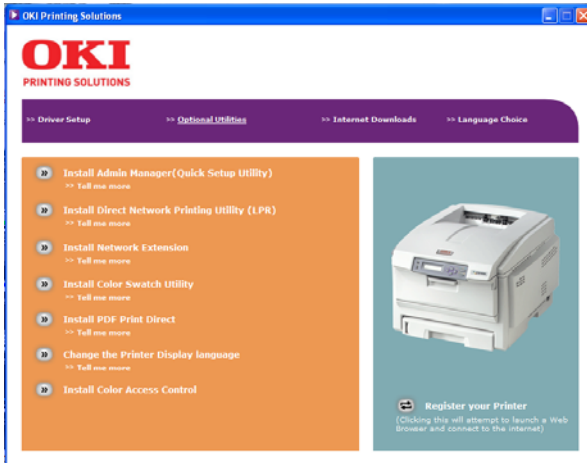 OKI Printing Solutions
OKI
PRINTING SOLUTIONS
>> Driver Setup >> Optional Utilities >> Internet Downloads >> Language Choice
Install Admin Manager(Quick Setup Utility)
>> Tell me more
Install Direct Network Printing Utility (LPR)
>> Tell me more
Install Network Extension
>> Tell me more
Install Color Swatch Utility
>> Tell me more
Install PDF Print Direct
>> Tell me more
Change the Printer Display language
>> Tell me more
Install Color Access Control
Register your Printer
(Clicking this will attempt to launch a Web
Browser and connect to the internet)